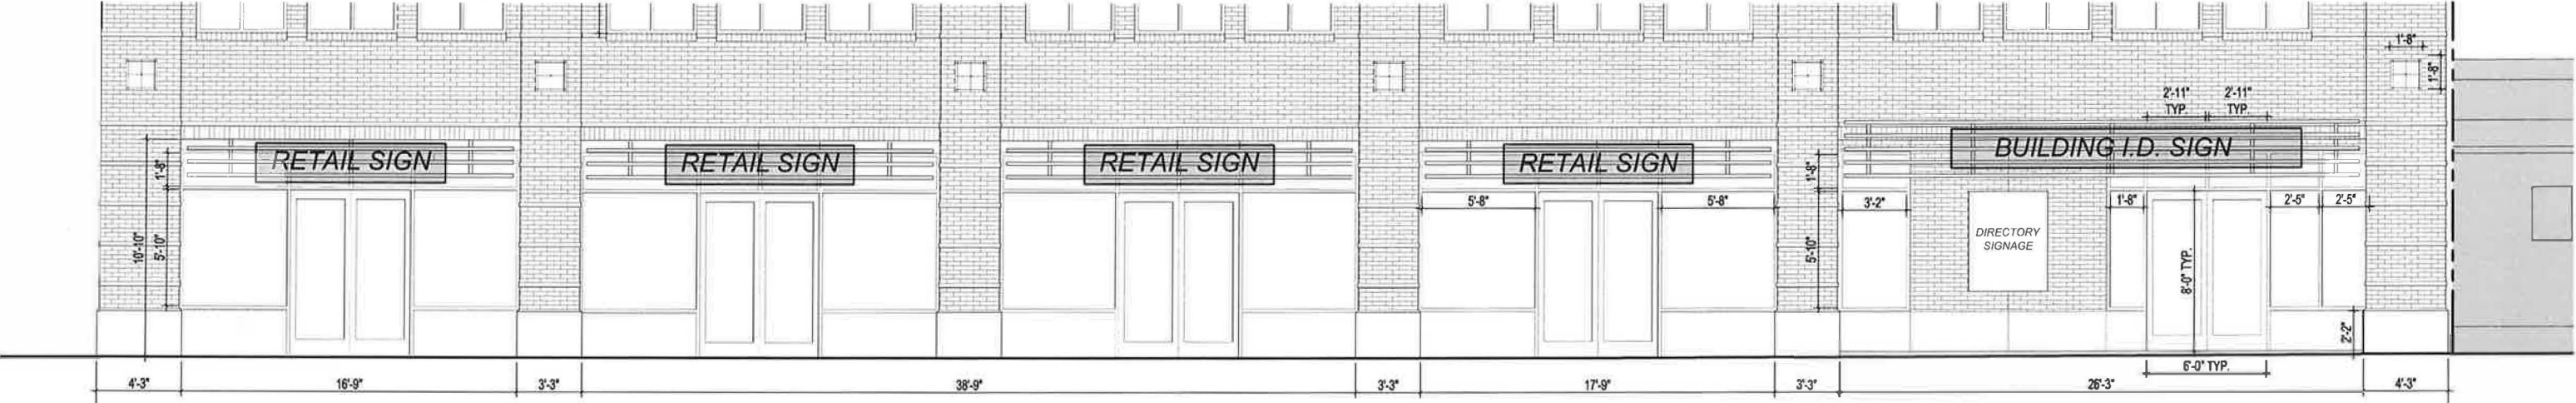 1'-8"
1'-8"
2'-11"
TYP.
2'-11"
TYP.
RETAIL SIGN
RETAIL SIGN
RETAIL SIGN
RETAIL SIGN
BUILDING I.D. SIGN
1'-8"
1'-8"
10'-10"
5'-10"
5'-8"
5'-8"
5'-10"
3'-2"
DIRECTORY
SIGNAGE
1'-8"
8'-0" TYP.
2'-5"
2'-5"
2'-2"
6'-0" TYP.
4'-3"
16'-9"
3'-3"
38'-9"
3'-3"
17'-9"
3'-3"
26'-3"
4'-3"